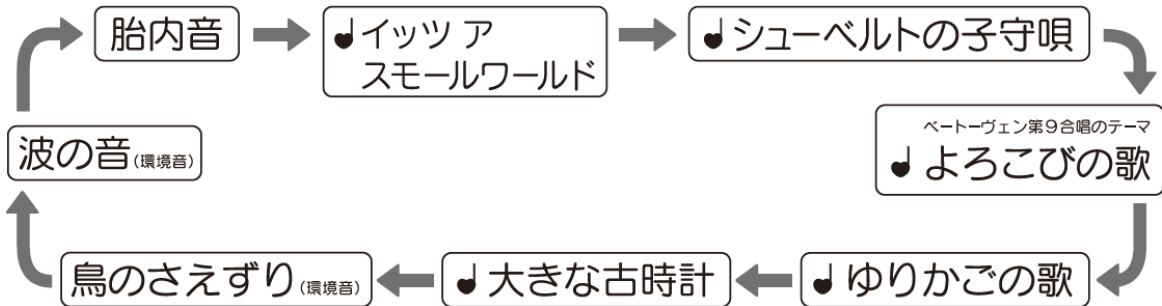 胎内音
イッツ ア
スモールワールド
シューベルトの子守唄
ベートーヴェン第9合唱のテーマ
よろこびの歌
ゆりかごの歌
大きな古時計
鳥のさえずり(環境音)
波の音(環境音)